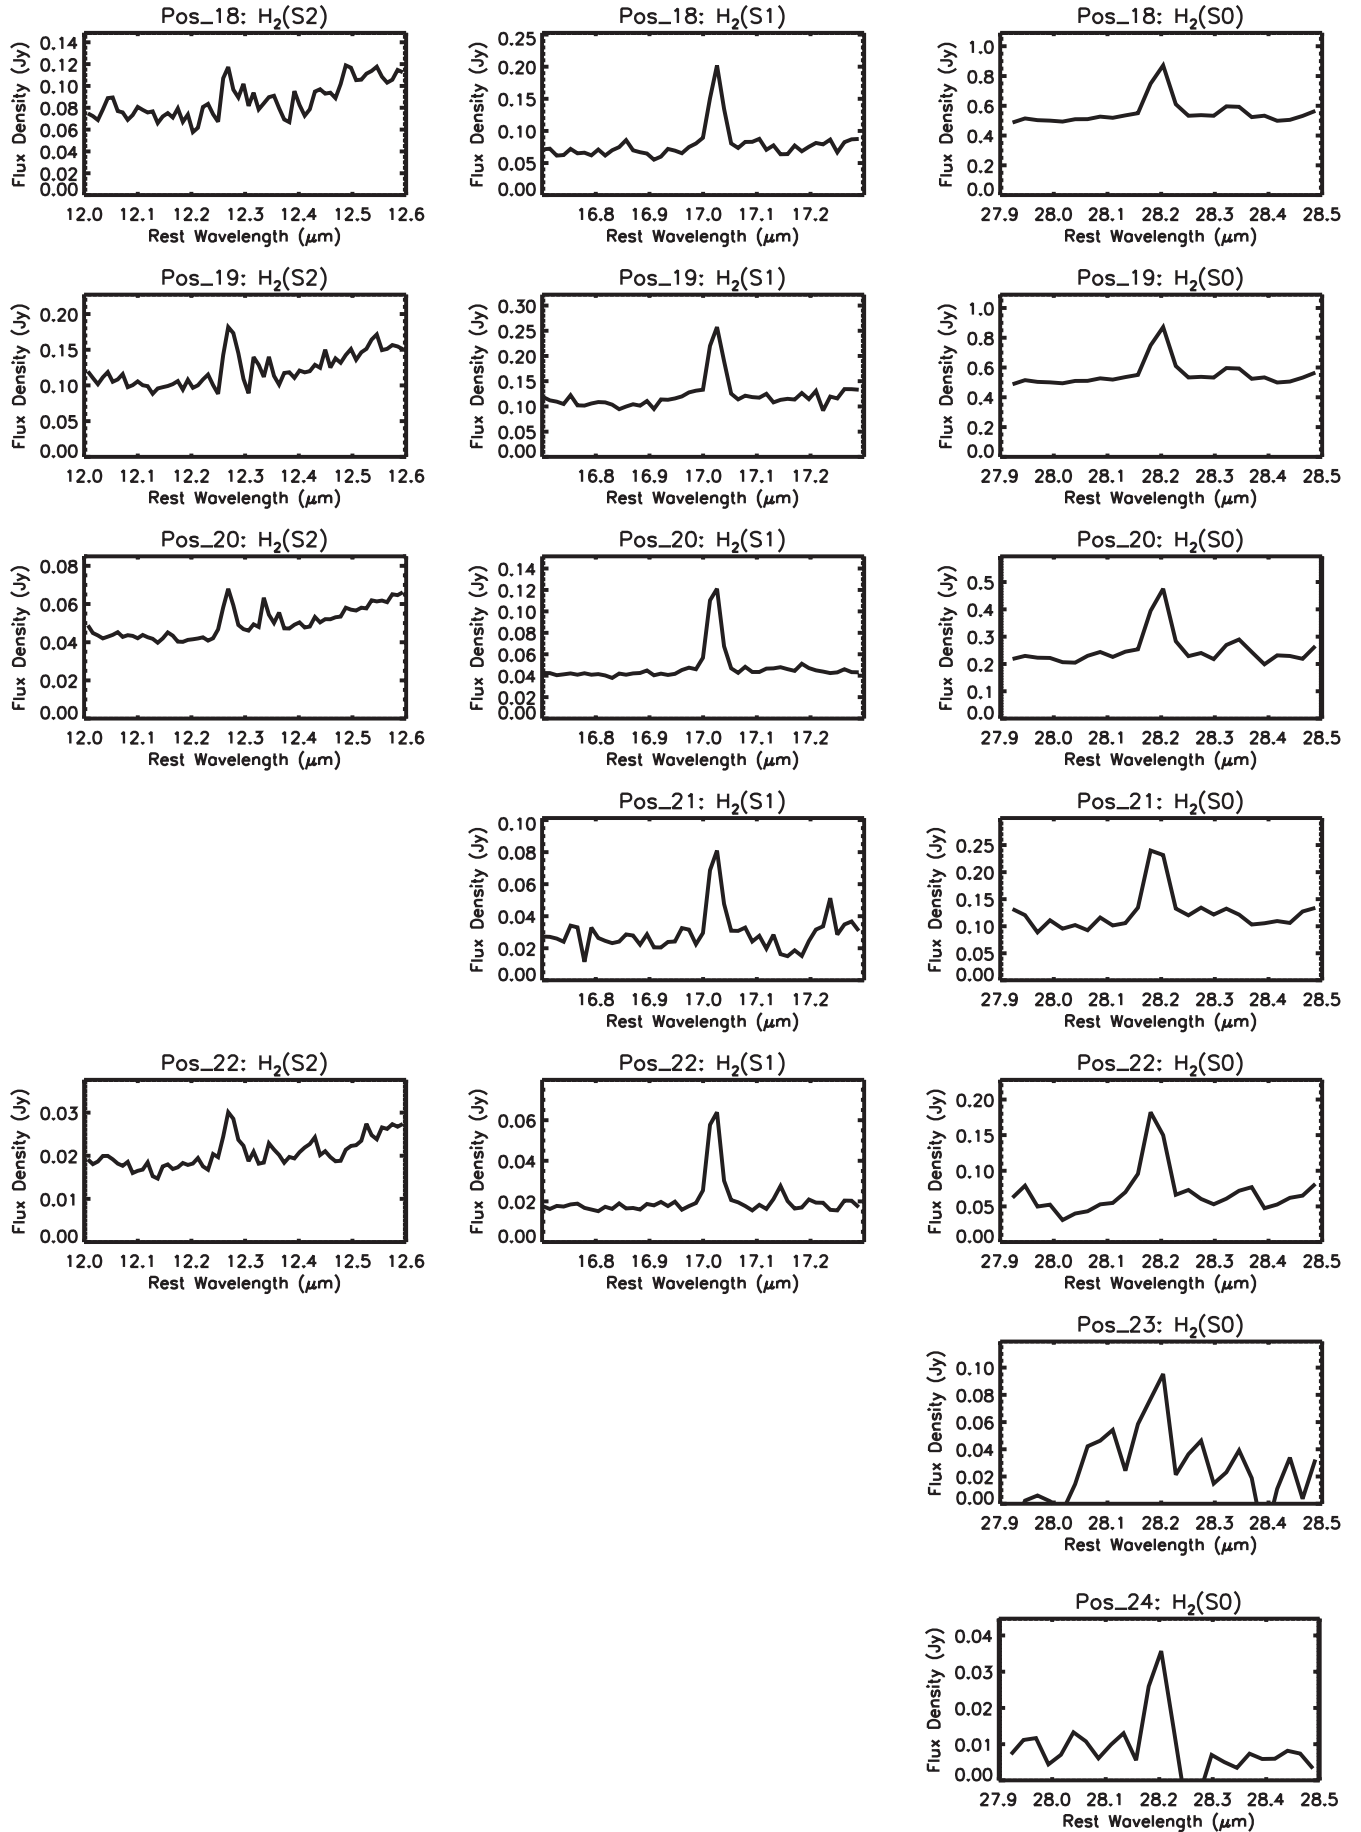 Pos_18: H₂(S2)
Flux Density (Jy)
0.14
0.12
0.10
0.08
0.06
0.04
0.02
0.00
12.0 12.1 12.2 12.3 12.4 12.5 12.6
Rest Wavelength (μm)
Pos_18: H₂(S1)
Flux Density (Jy)
0.25
0.20
0.15
0.10
0.05
0.00
16.8 16.9 17.0 17.1 17.2
Rest Wavelength (μm)
Pos_18: H₂(S0)
Flux Density (Jy)
1.0
0.8
0.6
0.4
0.2
0.0
27.9 28.0 28.1 28.2 28.3 28.4 28.5
Rest Wavelength (μm)
Pos_19: H₂(S2)
Flux Density (Jy)
0.20
0.15
0.10
0.05
0.00
12.0 12.1 12.2 12.3 12.4 12.5 12.6
Rest Wavelength (μm)
Pos_19: H₂(S1)
Flux Density (Jy)
0.30
0.25
0.20
0.15
0.10
0.05
0.00
16.8 16.9 17.0 17.1 17.2
Rest Wavelength (μm)
Pos_19: H₂(S0)
Flux Density (Jy)
1.0
0.8
0.6
0.4
0.2
0.0
27.9 28.0 28.1 28.2 28.3 28.4 28.5
Rest Wavelength (μm)
Pos_20: H₂(S2)
Flux Density (Jy)
0.08
0.06
0.04
0.02
0.00
12.0 12.1 12.2 12.3 12.4 12.5 12.6
Rest Wavelength (μm)
Pos_20: H₂(S1)
Flux Density (Jy)
0.14
0.12
0.10
0.08
0.06
0.04
0.02
0.00
16.8 16.9 17.0 17.1 17.2
Rest Wavelength (μm)
Pos_20: H₂(S0)
Flux Density (Jy)
0.5
0.4
0.3
0.2
0.1
0.0
27.9 28.0 28.1 28.2 28.3 28.4 28.5
Rest Wavelength (μm)
Pos_21: H₂(S1)
Flux Density (Jy)
0.10
0.08
0.06
0.04
0.02
0.00
16.8 16.9 17.0 17.1 17.2
Rest Wavelength (μm)
Pos_21: H₂(S0)
Flux Density (Jy)
0.25
0.20
0.15
0.10
0.05
0.00
27.9 28.0 28.1 28.2 28.3 28.4 28.5
Rest Wavelength (μm)
Pos_22: H₂(S2)
Flux Density (Jy)
0.03
0.02
0.01
0.00
12.0 12.1 12.2 12.3 12.4 12.5 12.6
Rest Wavelength (μm)
Pos_22: H₂(S1)
Flux Density (Jy)
0.06
0.04
0.02
0.00
16.8 16.9 17.0 17.1 17.2
Rest Wavelength (μm)
Pos_22: H₂(S0)
Flux Density (Jy)
0.20
0.15
0.10
0.05
0.00
27.9 28.0 28.1 28.2 28.3 28.4 28.5
Rest Wavelength (μm)
Pos_23: H₂(S0)
Flux Density (Jy)
0.10
0.08
0.06
0.04
0.02
0.00
27.9 28.0 28.1 28.2 28.3 28.4 28.5
Rest Wavelength (μm)
Pos_24: H₂(S0)
Flux Density (Jy)
0.04
0.03
0.02
0.01
0.00
27.9 28.0 28.1 28.2 28.3 28.4 28.5
Rest Wavelength (μm)